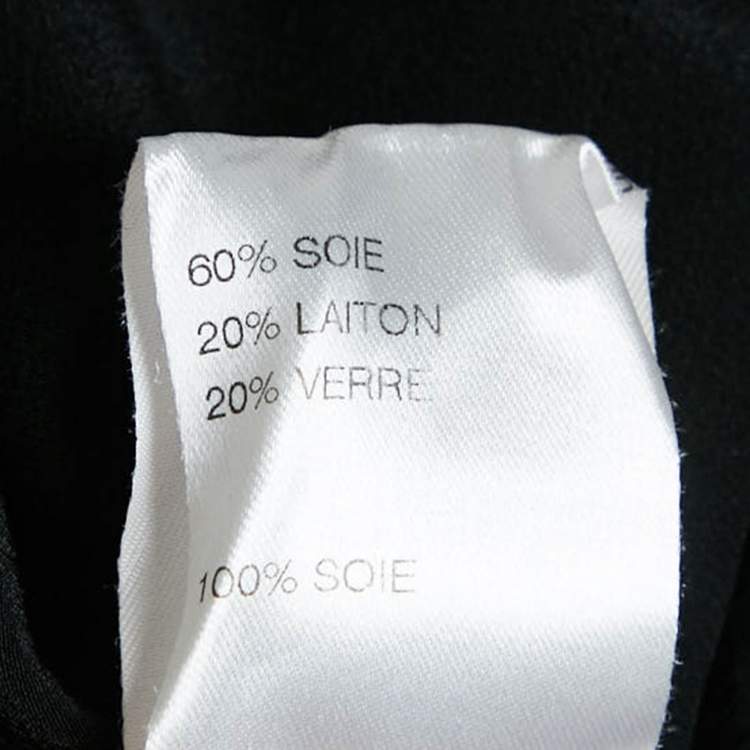 60% SOIE
20% LAITON
20% VERRE
100% SOIE